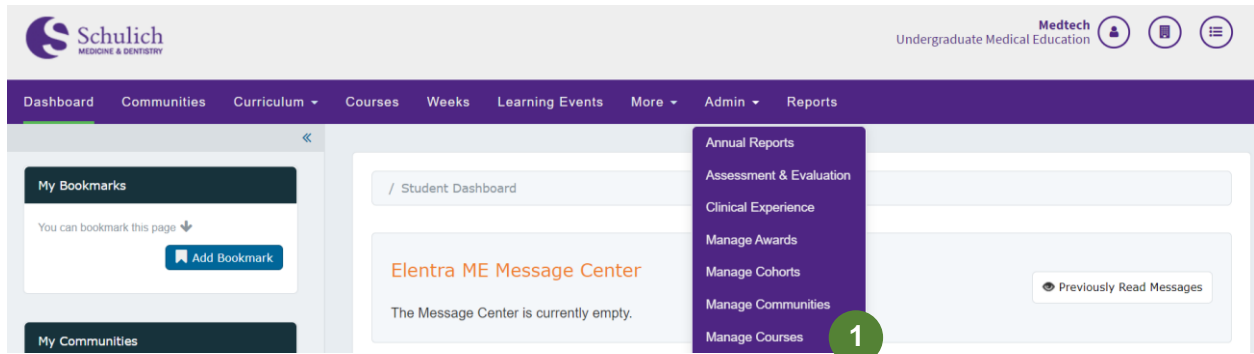 Schulich
MEDICINE & DENTISTRY
Medtech
Undergraduate Medical Education
Dashboard Communities Curriculum Courses Weeks Learning Events More Admin Reports
«
Annual Reports
Assessment & Evaluation
Clinical Experience
Manage Awards
Manage Cohorts
Manage Communities
Manage Courses
1
My Bookmarks
You can bookmark this page
Add Bookmark
My Communities
/ Student Dashboard
Elentra ME Message Center
Previously Read Messages
The Message Center is currently empty.